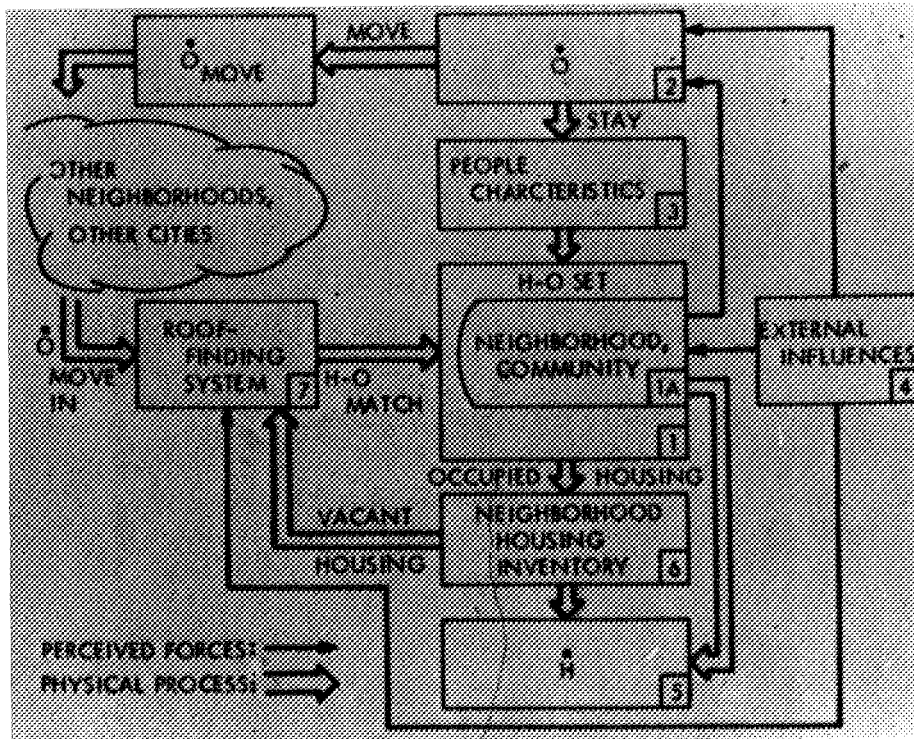 MOVE
Ȯ MOVE
Ȯ
2
STAY
PEOPLE
CHARCTERISTICS
3
OTHER
NEIGHBORHOODS,
OTHER CITIES
H-O SET
NEIGHBORHOOD,
COMMUNITY
1A
1
EXTERNAL
INFLUENCES
4
Ȯ
MOVE
IN
ROOF-
FINDING
SYSTEM
7
H-O
MATCH
OCCUPIED HOUSING
VACANT
HOUSING
NEIGHBORHOOD
HOUSING
INVENTORY
6
Ḣ
5
PERCEIVED FORCES:
PHYSICAL PROCESS: